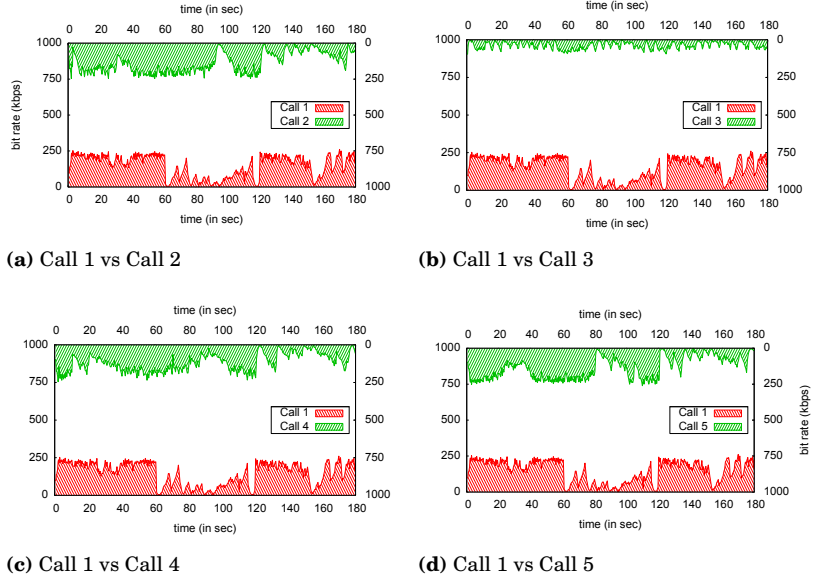 time (in sec)
0 20 40 60 80 100 120 140 160 180
1000 0
750 250
500
250 750
0 1000
bit rate (kbps)
Call 1
Call 2
0 20 40 60 80 100 120 140 160 180
time (in sec)
(a) Call 1 vs Call 2
time (in sec)
0 20 40 60 80 100 120 140 160 180
1000 0
750 250
500 500
250 750
0 1000
Call 1
Call 3
0 20 40 60 80 100 120 140 160 180
time (in sec)
(b) Call 1 vs Call 3
time (in sec)
0 20 40 60 80 100 120 140 160 180
1000 0
750 250
500 500
250 750
0 1000
Call 1
Call 4
0 20 40 60 80 100 120 140 160 180
time (in sec)
(c) Call 1 vs Call 4
time (in sec)
0 20 40 60 80 100 120 140 160 180
1000 0
750 250
500 500
250 750
0 1000
bit rate (kbps)
Call 1
Call 5
0 20 40 60 80 100 120 140 160 180
time (in sec)
(d) Call 1 vs Call 5